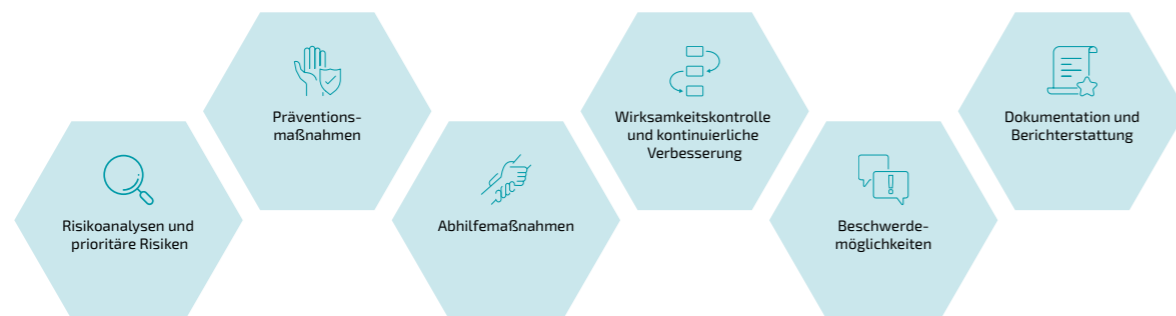 Risikoanalysen und
prioritäre Risiken
Präventions-
maßnahmen
Abhilfemaßnahmen
Wirksamkeitskontrolle
und kontinuierliche
Verbesserung
Beschwerde-
möglichkeiten
Dokumentation und
Berichterstattung